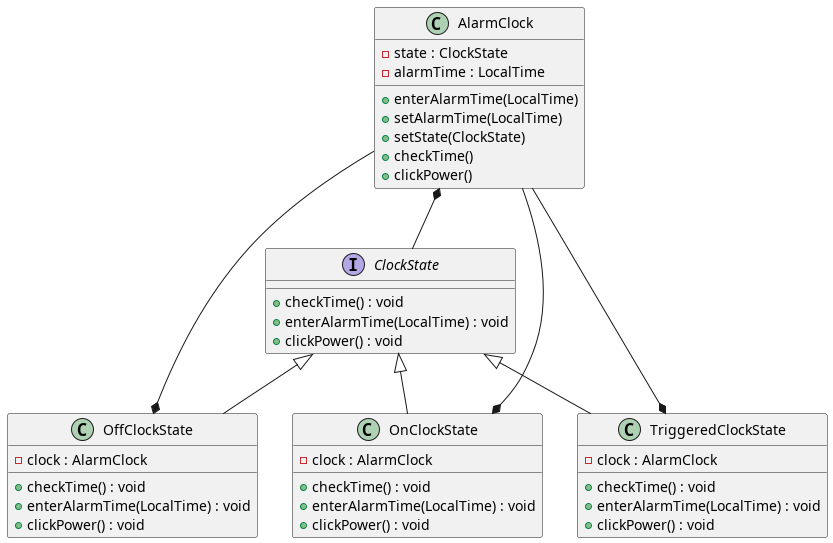 C AlarmClock
state : ClockState
alarmTime : LocalTime
enterAlarmTime(LocalTime)
setAlarmTime(LocalTime)
setState(ClockState)
checkTime()
clickPower()
I ClockState
checkTime() : void
enterAlarmTime(LocalTime) : void
clickPower() : void
C OffClockState
clock : AlarmClock
checkTime() : void
enterAlarmTime(LocalTime) : void
clickPower() : void
C OnClockState
clock : AlarmClock
checkTime() : void
enterAlarmTime(LocalTime) : void
clickPower() : void
C TriggeredClockState
clock : AlarmClock
checkTime() : void
enterAlarmTime(LocalTime) : void
clickPower() : void